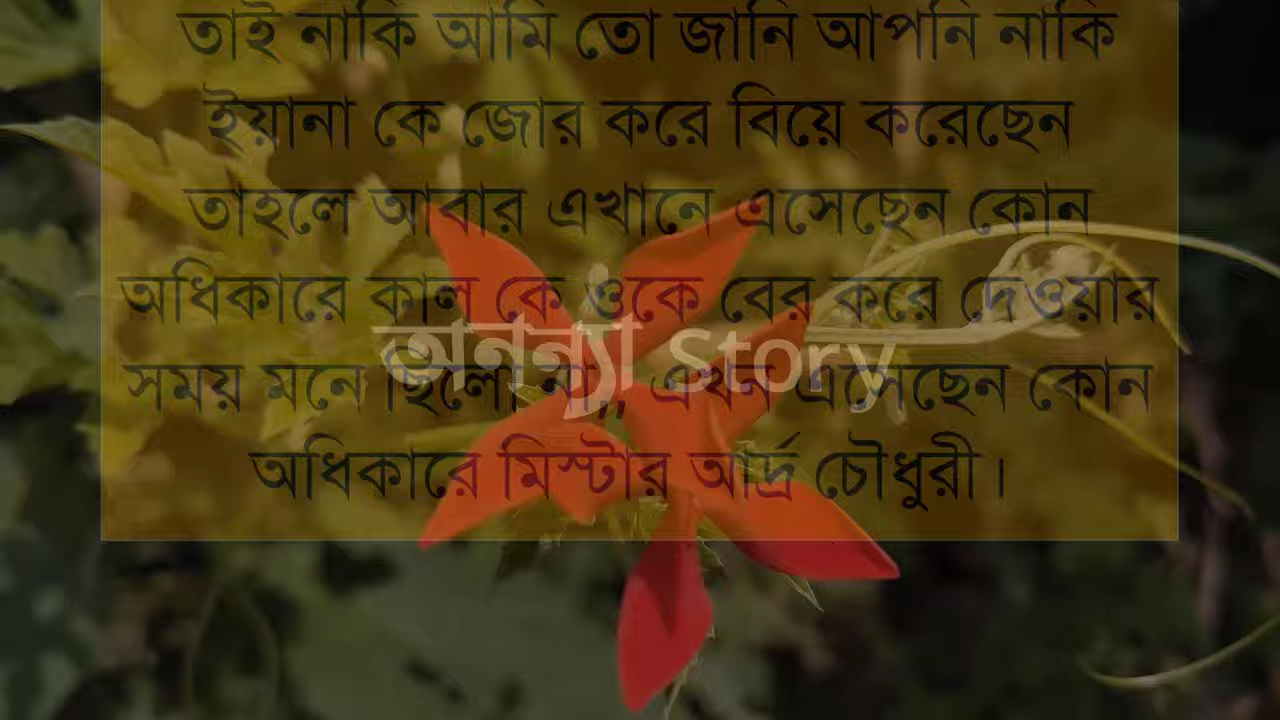 তাই নাকি আমি তো জানি আপনি নাকি
ইয়ানা কে জোর করে বিয়ে করেছেন
তাহলে আবার এখানে এসেছেন কোন
অধিকারে কাল কে ওকে বের করে দেওয়ার
সময় মনে ছিলো না,, এখন এসেছেন কোন
অধিকারে মিস্টার আর্দ্র চৌধুরী।
অনন্যা Story